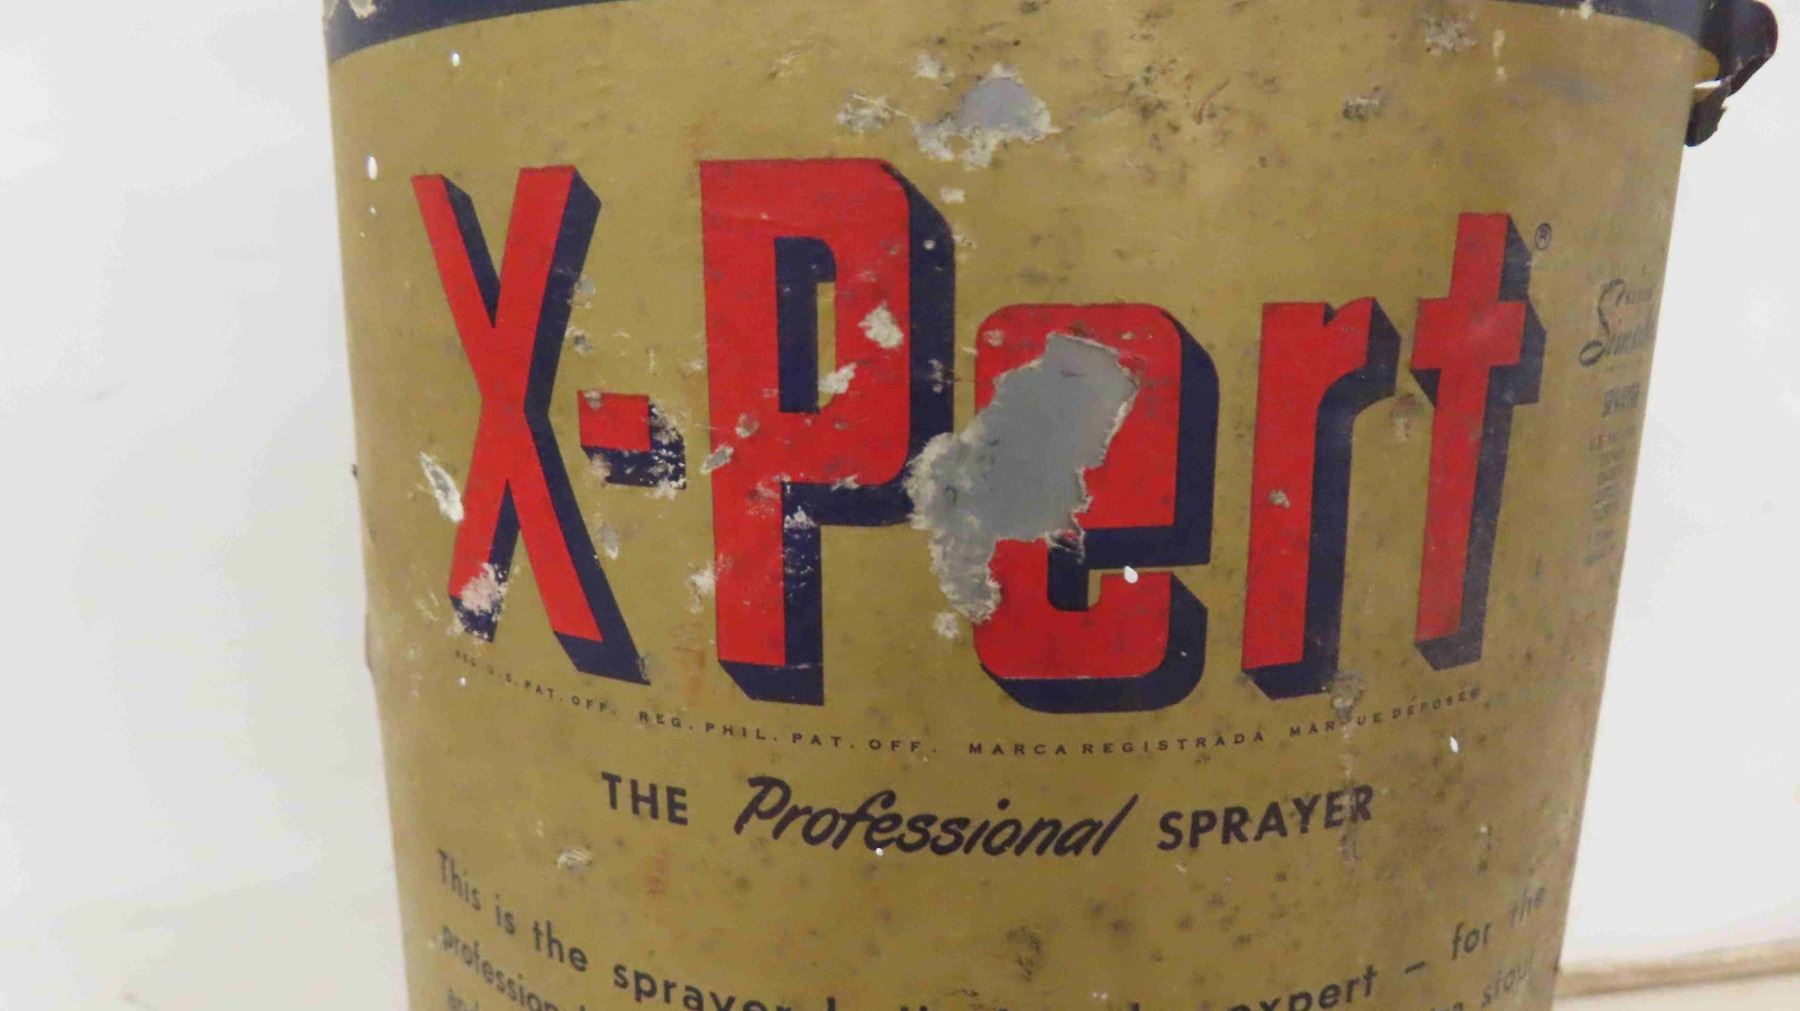 X-Pert®
REG. U.S. PAT. OFF. REG. PHIL. PAT. OFF. MARCA REGISTRADA MARQUE DÉPOSÉE
THE Professional SPRAYER
This is the sprayer expert — for the